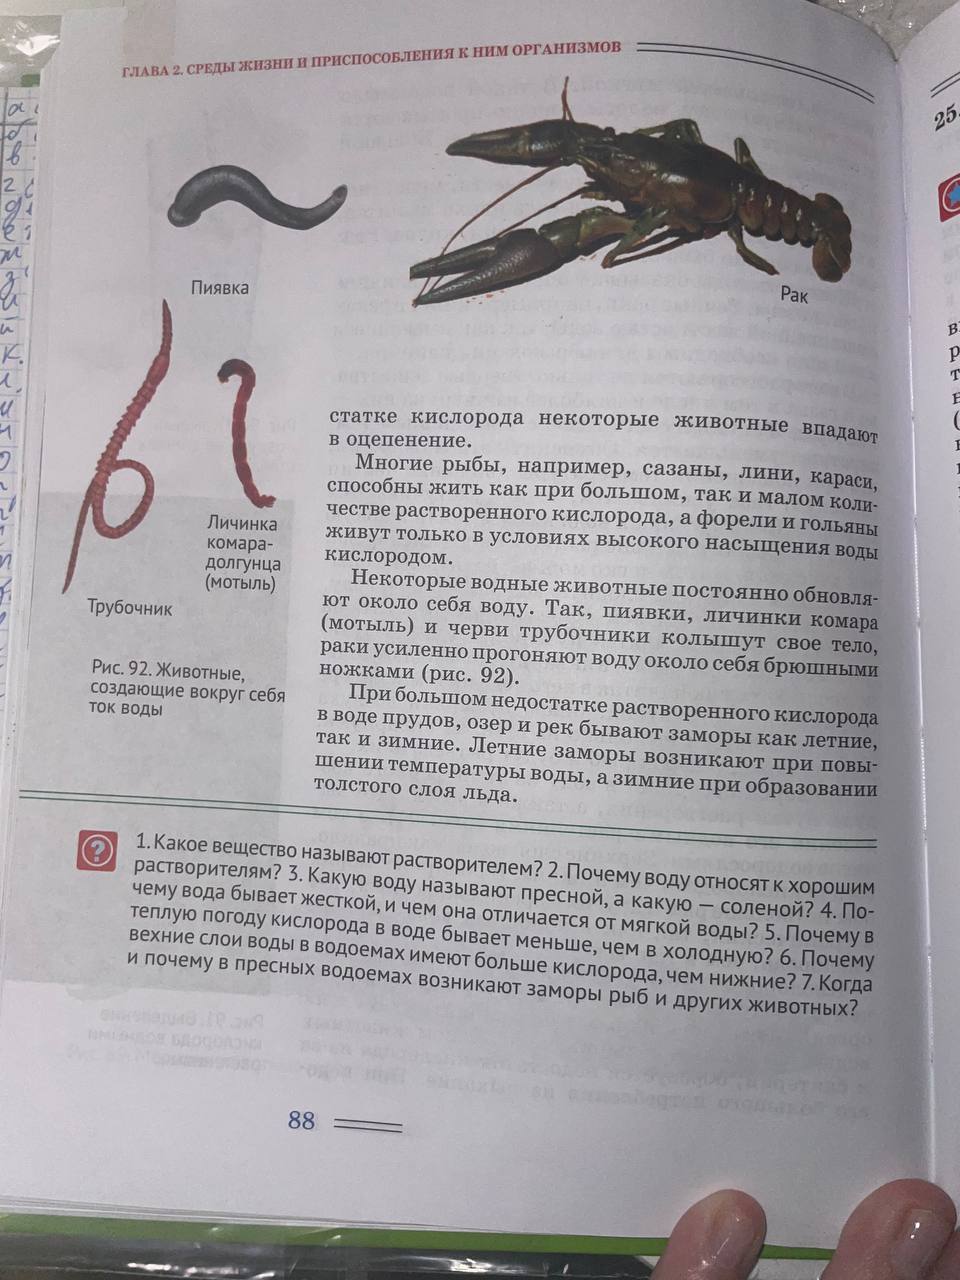 ГЛАВА 2. СРЕДЫ ЖИЗНИ И ПРИСПОСОБЛЕНИЯ К НИМ ОРГАНИЗМОВ
Пиявка
Рак
Личинка
комара-
долгунца
(мотыль)
Трубочник
Рис. 92. Животные,
создающие вокруг себя
ток воды
статке кислорода некоторые животные впадают
в оцепенение.
Многие рыбы, например, сазаны, лини, караси,
способны жить как при большом, так и малом коли-
честве растворенного кислорода, а форели и гольяны
живут только в условиях высокого насыщения воды
кислородом.
Некоторые водные животные постоянно обновля-
ют около себя воду. Так, пиявки, личинки комара
(мотыль) и черви трубочники колышут свое тело,
раки усиленно прогоняют воду около себя брюшными
ножками (рис. 92).
При большом недостатке растворенного кислорода
в воде прудов, озер и рек бывают заморы как летние,
так и зимние. Летние заморы возникают при повы-
шении температуры воды, а зимние при образовании
толстого слоя льда.
1. Какое вещество называют растворителем? 2. Почему воду относят к хорошим
растворителям? 3. Какую воду называют пресной, а какую — соленой? 4. По-
чему вода бывает жесткой, и чем она отличается от мягкой воды? 5. Почему в
теплую погоду кислорода в воде бывает меньше, чем в холодную? 6. Почему
вехние слои воды в водоемах имеют больше кислорода, чем нижние? 7. Когда
и почему в пресных водоемах возникают заморы рыб и других животных?
88
25.